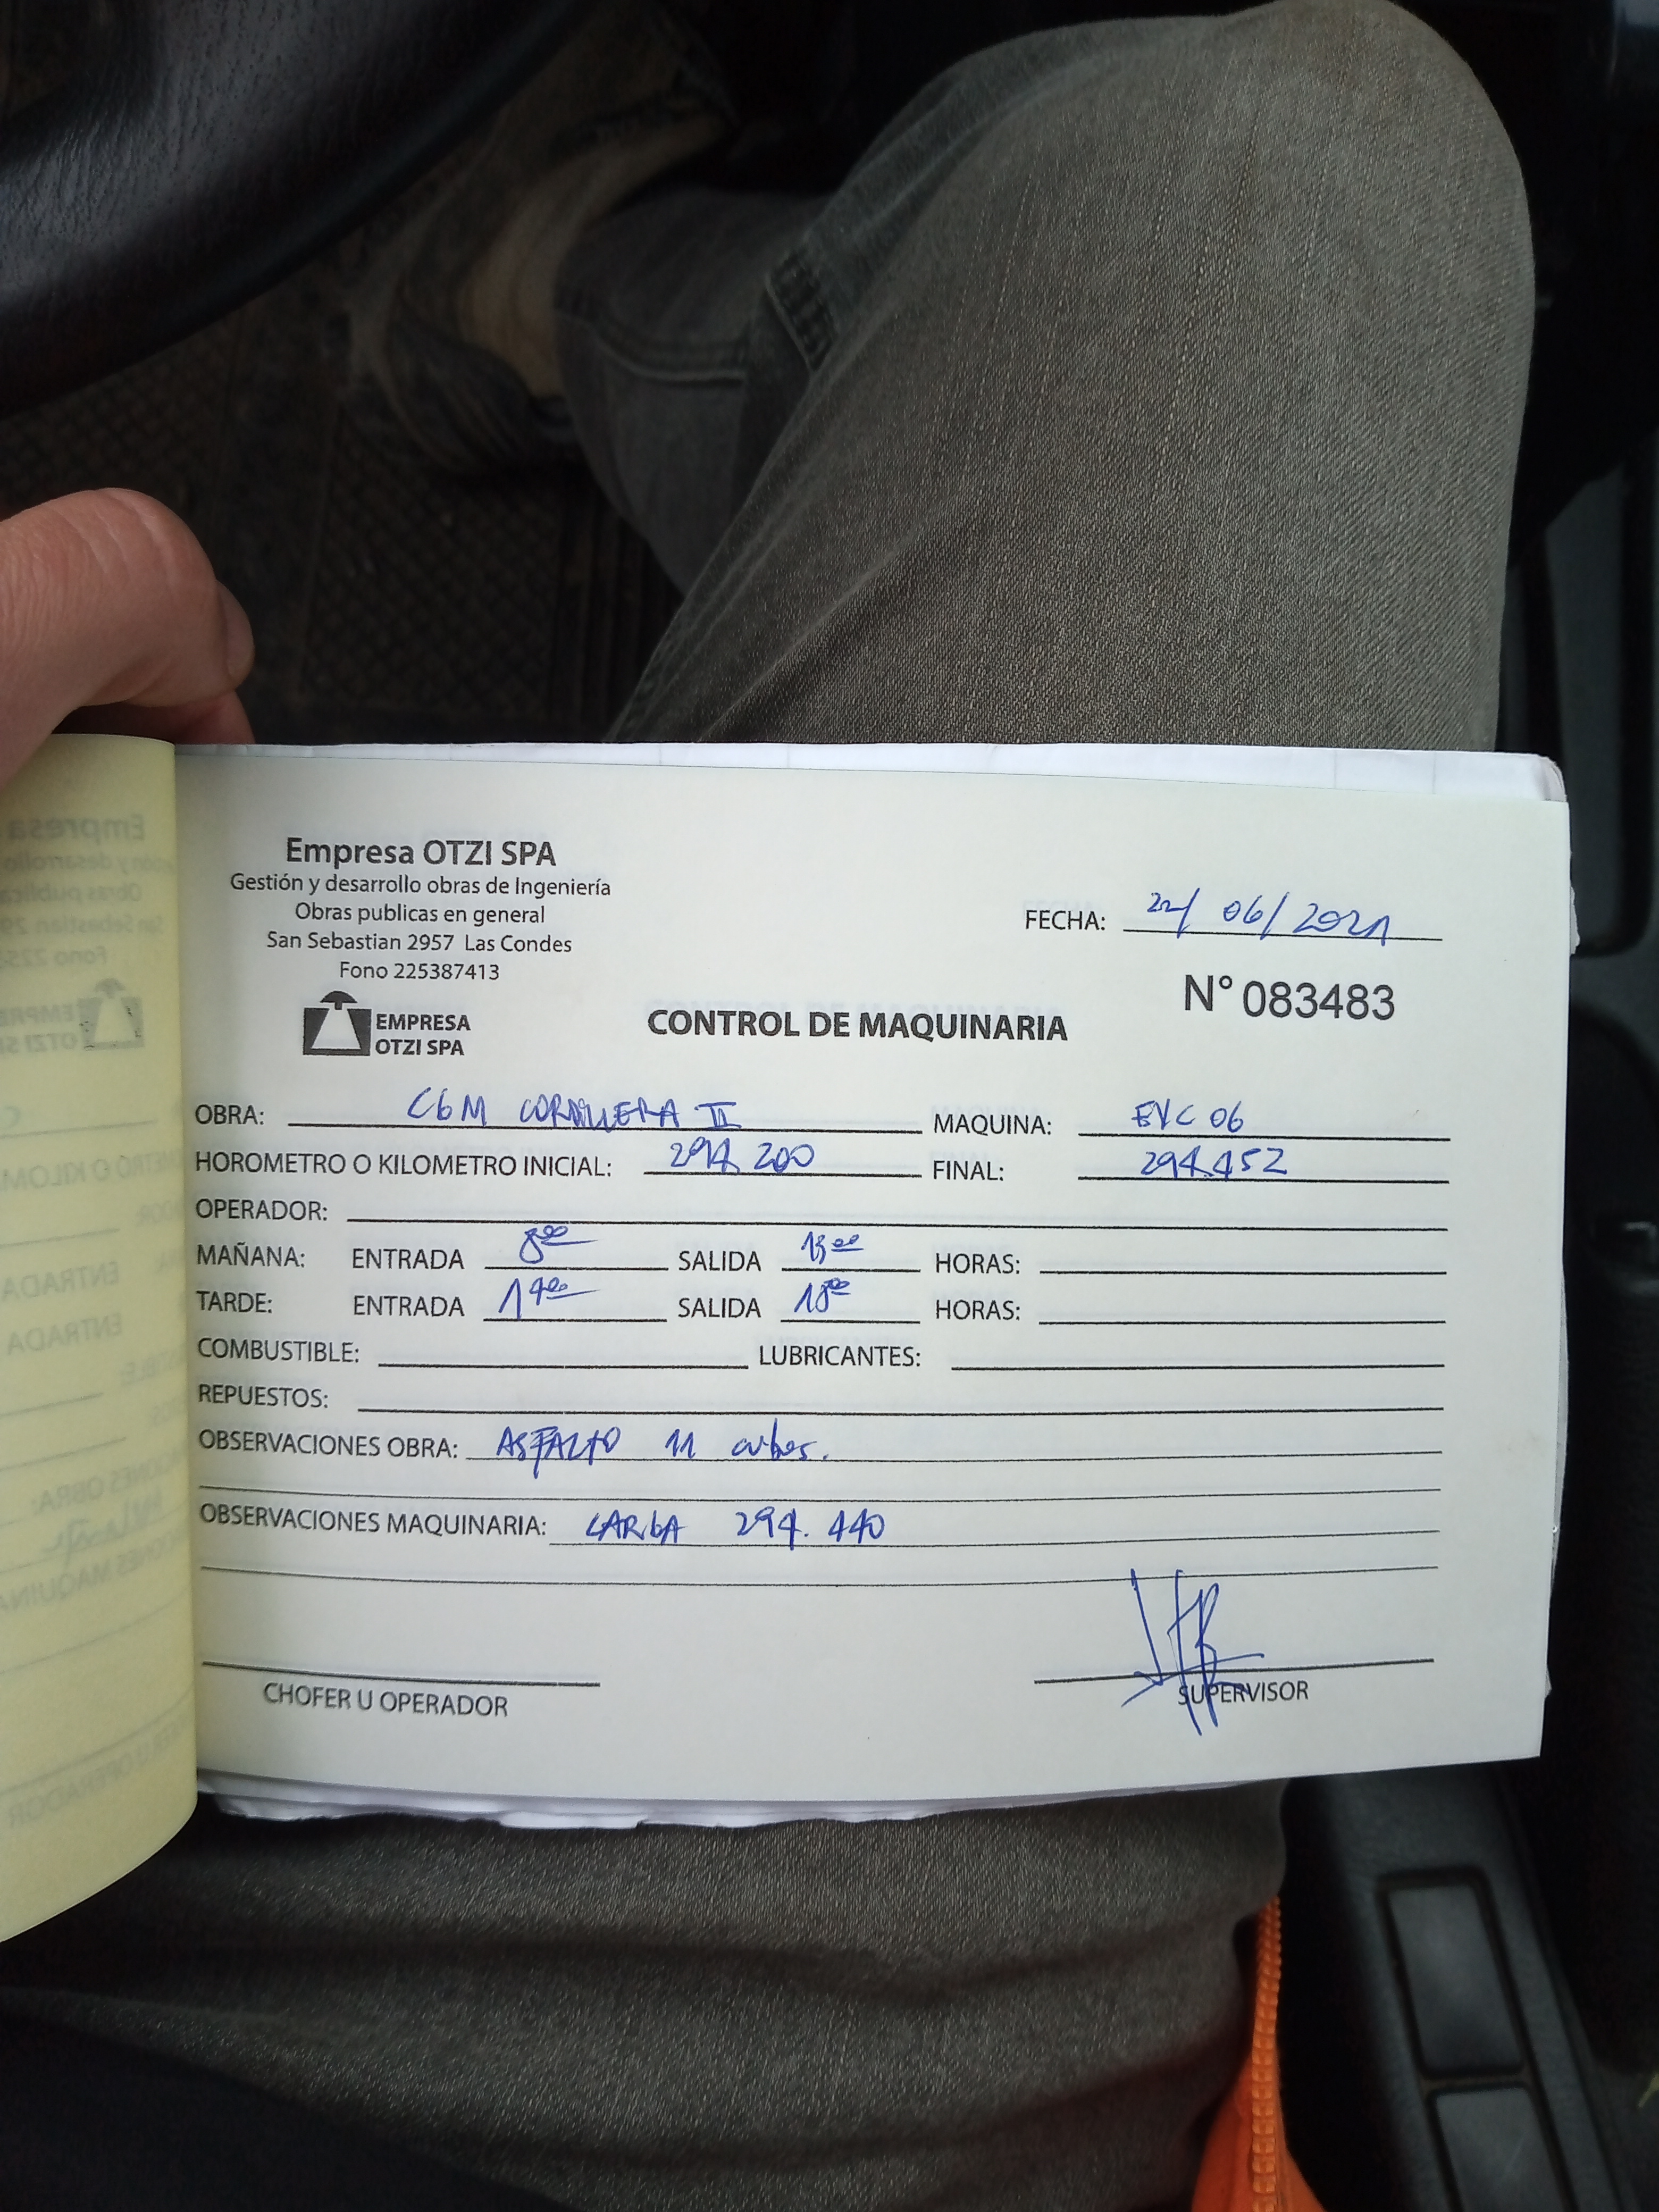 Empresa OTZI SPA
Gestión y desarrollo obras de Ingeniería
Obras publicas en general
San Sebastian 2957 Las Condes
Fono 225387413
EMPRESA
OTZI SPA
FECHA: 22/ 06/2021
N° 083483
CONTROL DE MAQUINARIA
OBRA: CGM CORDILLERA II MAQUINA: EVC 06
HOROMETRO O KILOMETRO INICIAL: 294.200 FINAL: 294.452
OPERADOR:
MAÑANA: ENTRADA 8:00 SALIDA 13:00 HORAS:
TARDE: ENTRADA 14:00 SALIDA 18:00 HORAS:
COMBUSTIBLE: LUBRICANTES:
REPUESTOS:
OBSERVACIONES OBRA: ASFALTO 11 cubos.
OBSERVACIONES MAQUINARIA: CARGA 294.440
CHOFER U OPERADOR SUPERVISOR